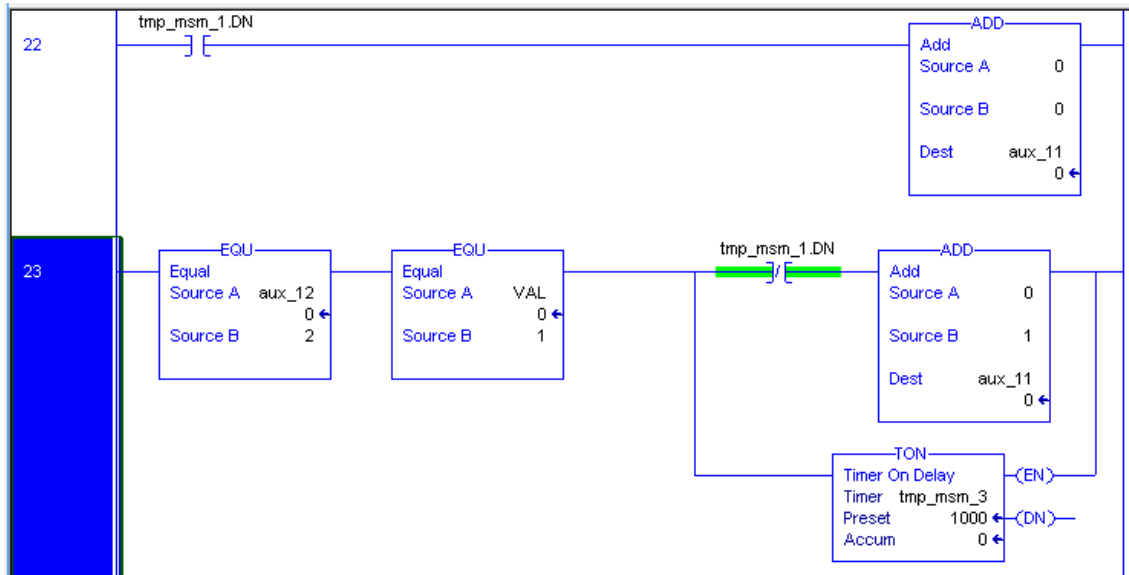 22
tmp_msm_1.DN
ADD
Add
Source A 0
Source B 0
Dest aux_11
0
23
EQU
Equal
Source A aux_12
0
Source B 2
EQU
Equal
Source A VAL
0
Source B 1
tmp_msm_1.DN
ADD
Add
Source A 0
Source B 1
Dest aux_11
0
TON
Timer On Delay
Timer tmp_msm_3
Preset 1000
Accum 0
(EN)
(DN)